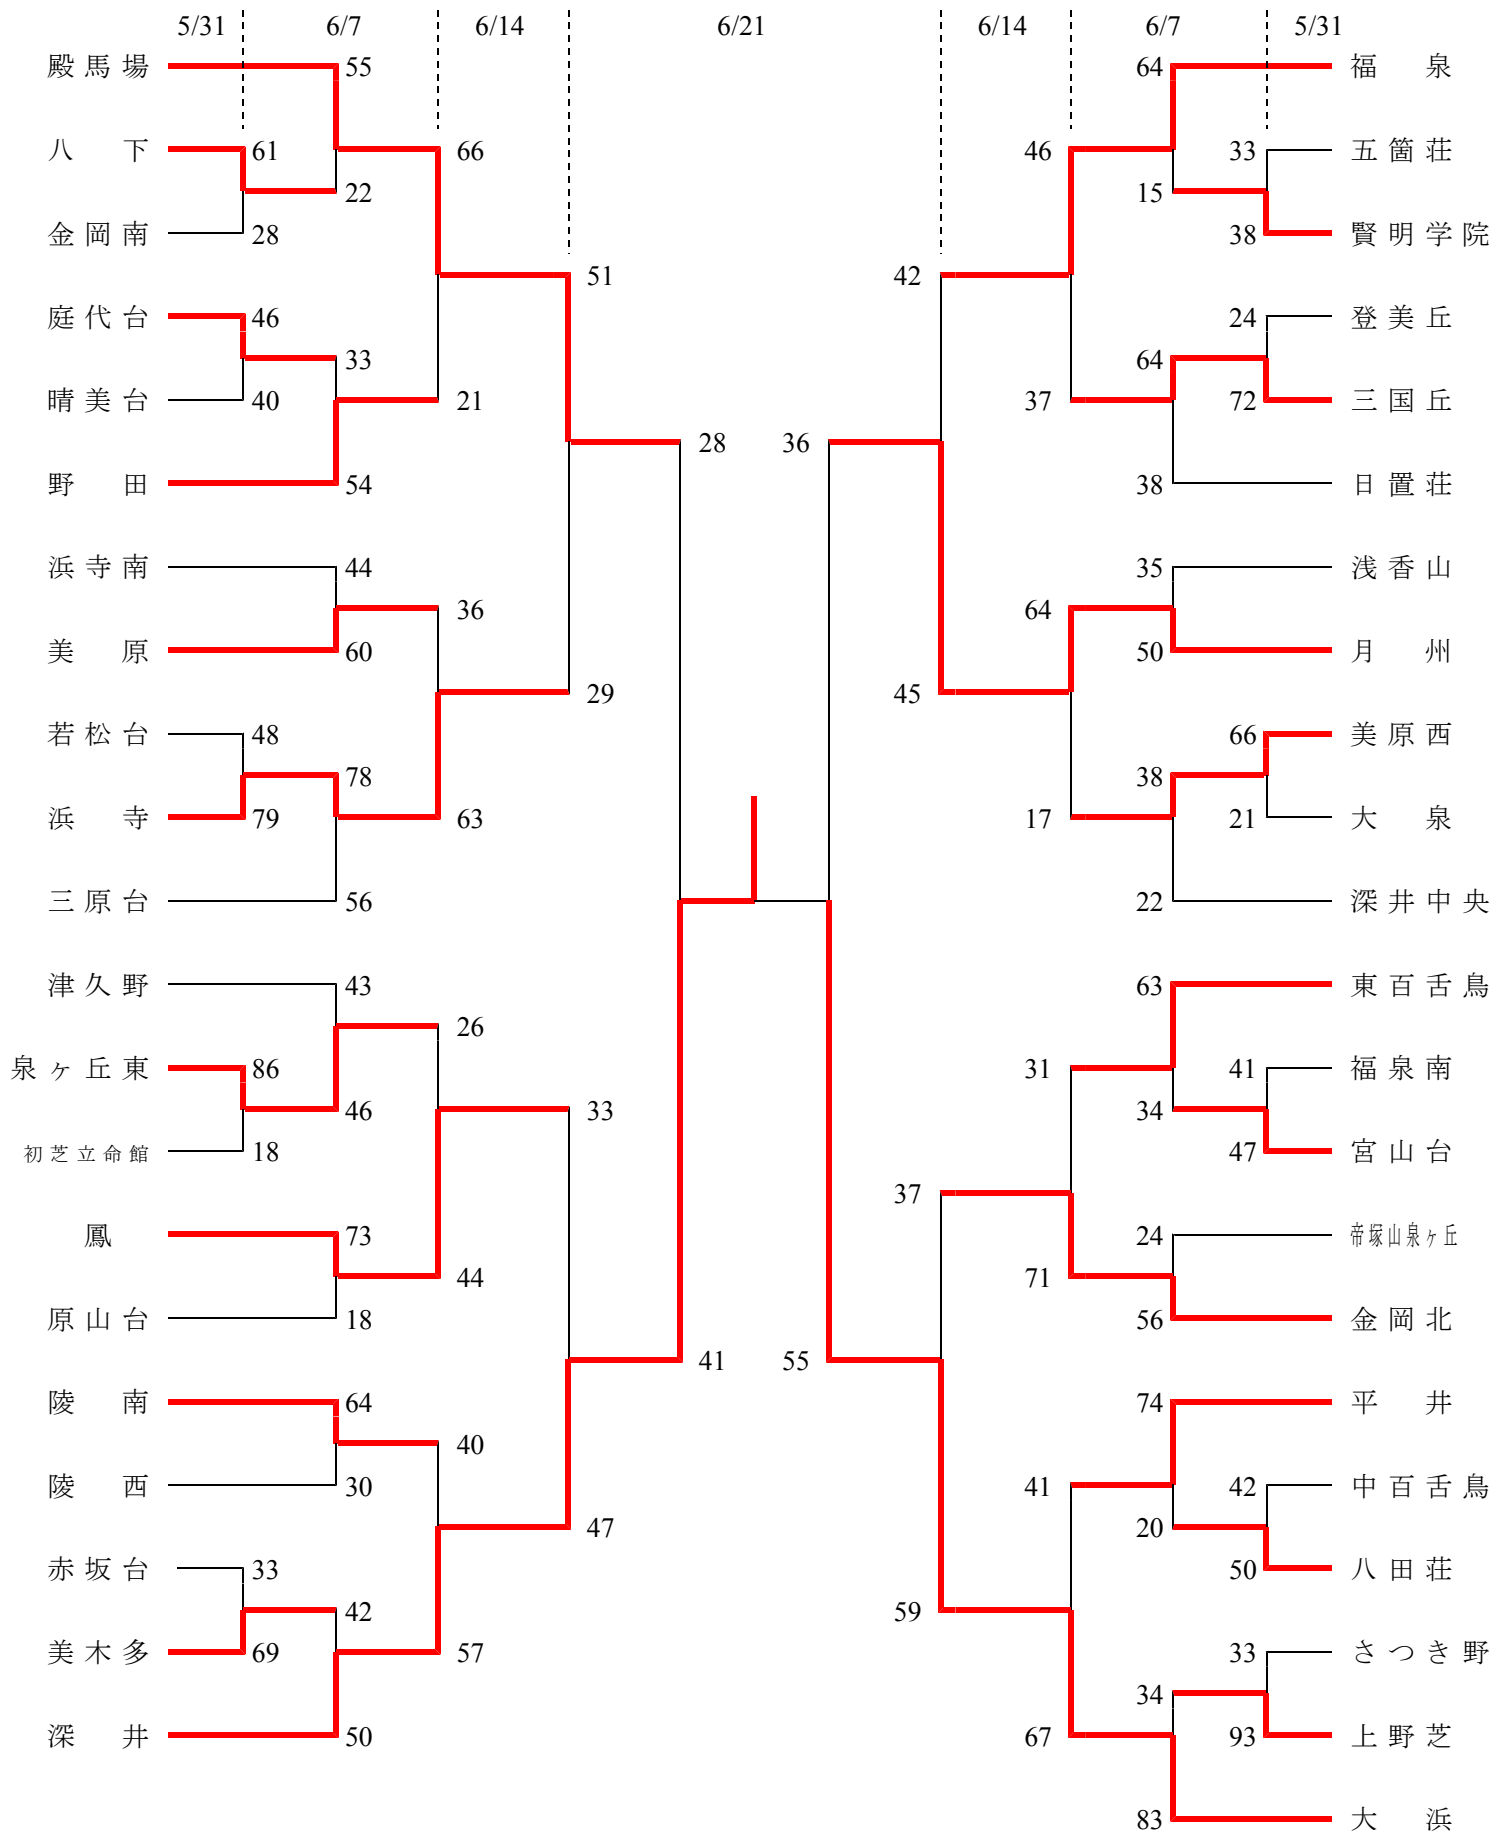 5/31 6/7 6/14 6/21 6/14 6/7 5/31
殿馬場 55 64 福泉
八下 61 66 46 33 五箇荘
22 15
金岡南 28 38 賢明学院
51 42
庭代台 46 24 登美丘
33 64
晴美台 40 21 37 72 三国丘
28 36
野田 54 38 日置荘
浜寺南 44 35 浅香山
36 64
美原 60 50 月州
29 45
若松台 48 66 美原西
78 38
浜寺 79 63 17 21 大泉
三原台 56 22 深井中央
津久野 43 63 東百舌鳥
26
泉ヶ丘東 86 31 41 福泉南
46 33 34
初芝立命館 18 47 宮山台
37
鳳 73 24 帝塚山泉ヶ丘
44 71
原山台 18 56 金岡北
41 55
陵南 64 74 平井
40
陵西 30 41 42 中百舌鳥
47 20
赤坂台 33 50 八田荘
42 59
美木多 69 57 33 さつき野
34
深井 50 67 93 上野芝
83 大浜